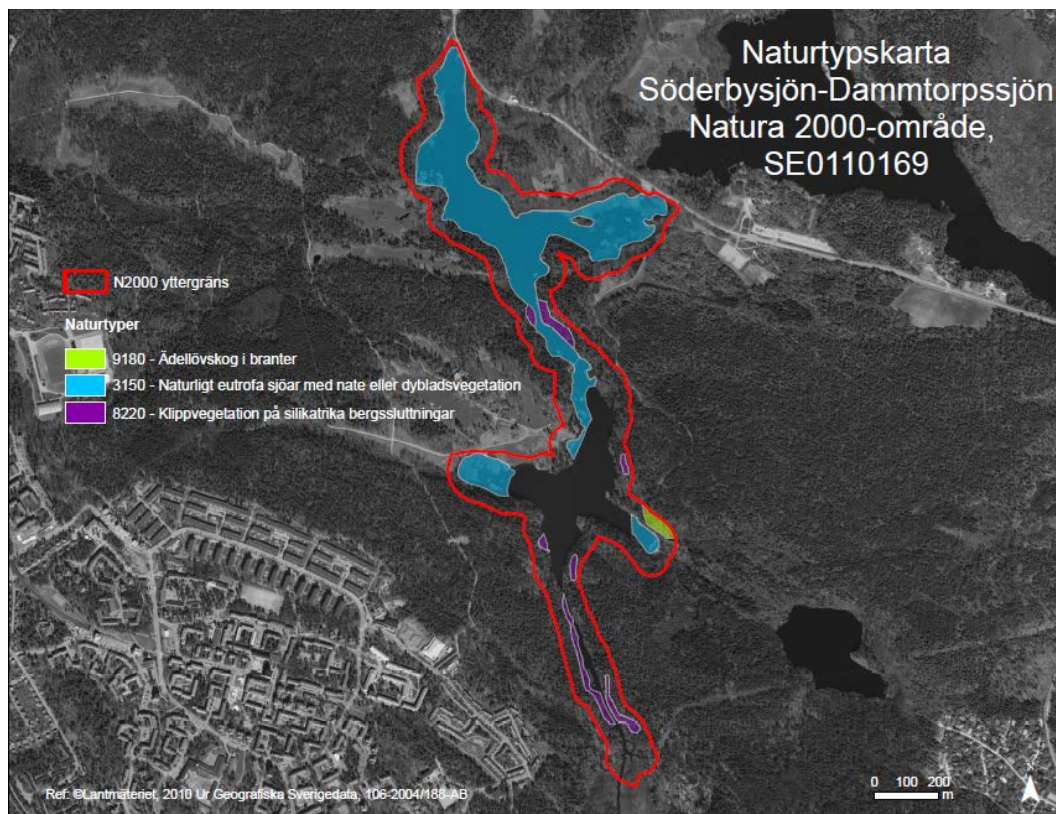 Naturtypskarta
Söderbysjön-Dammtorpssjön
Natura 2000-område,
SE0110169
N2000 yttergräns
Naturtyper
9180 - Ädellövskog i branter
3150 - Naturligt eutrofa sjöar med nate eller dybladsvegetation
8220 - Klippvegetation på silikatrika bergssluttningar
Ref: ©Lantmäteriet, 2010 Ur Geografiska Sverigedata, 106-2004/188-AB
0 100 200
m